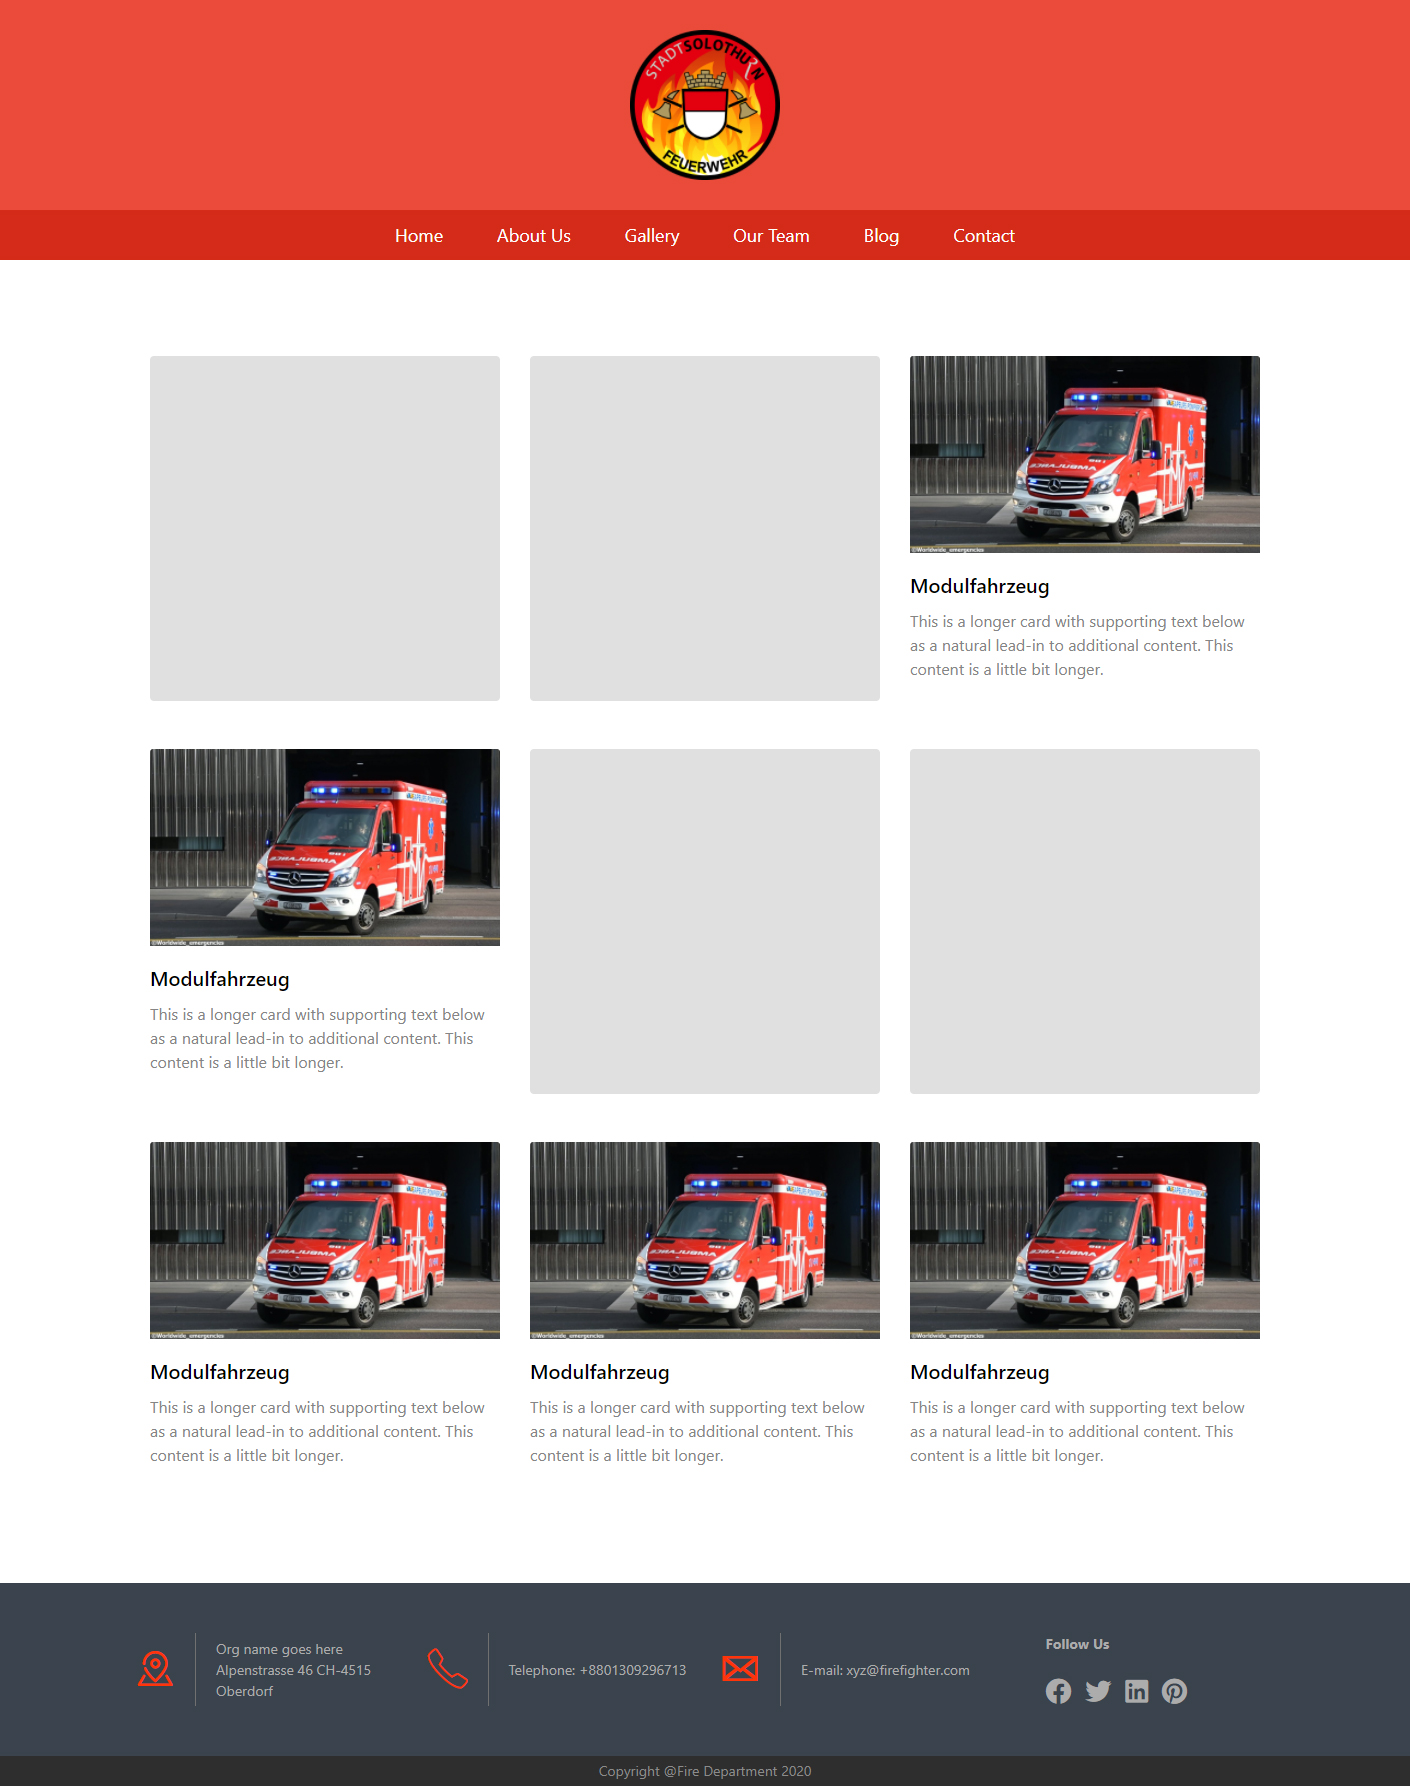 STADTSOLOTHURN
FEUERWEHR
Home About Us Gallery Our Team Blog Contact
©Worldwide_emergencies
Modulfahrzeug
This is a longer card with supporting text below
as a natural lead-in to additional content. This
content is a little bit longer.
©Worldwide_emergencies
Modulfahrzeug
This is a longer card with supporting text below
as a natural lead-in to additional content. This
content is a little bit longer.
©Worldwide_emergencies
Modulfahrzeug
This is a longer card with supporting text below
as a natural lead-in to additional content. This
content is a little bit longer.
©Worldwide_emergencies
Modulfahrzeug
This is a longer card with supporting text below
as a natural lead-in to additional content. This
content is a little bit longer.
©Worldwide_emergencies
Modulfahrzeug
This is a longer card with supporting text below
as a natural lead-in to additional content. This
content is a little bit longer.
Org name goes here
Alpenstrasse 46 CH-4515
Oberdorf
Telephone: +8801309296713
E-mail: xyz@firefighter.com
Follow Us
Copyright @Fire Department 2020